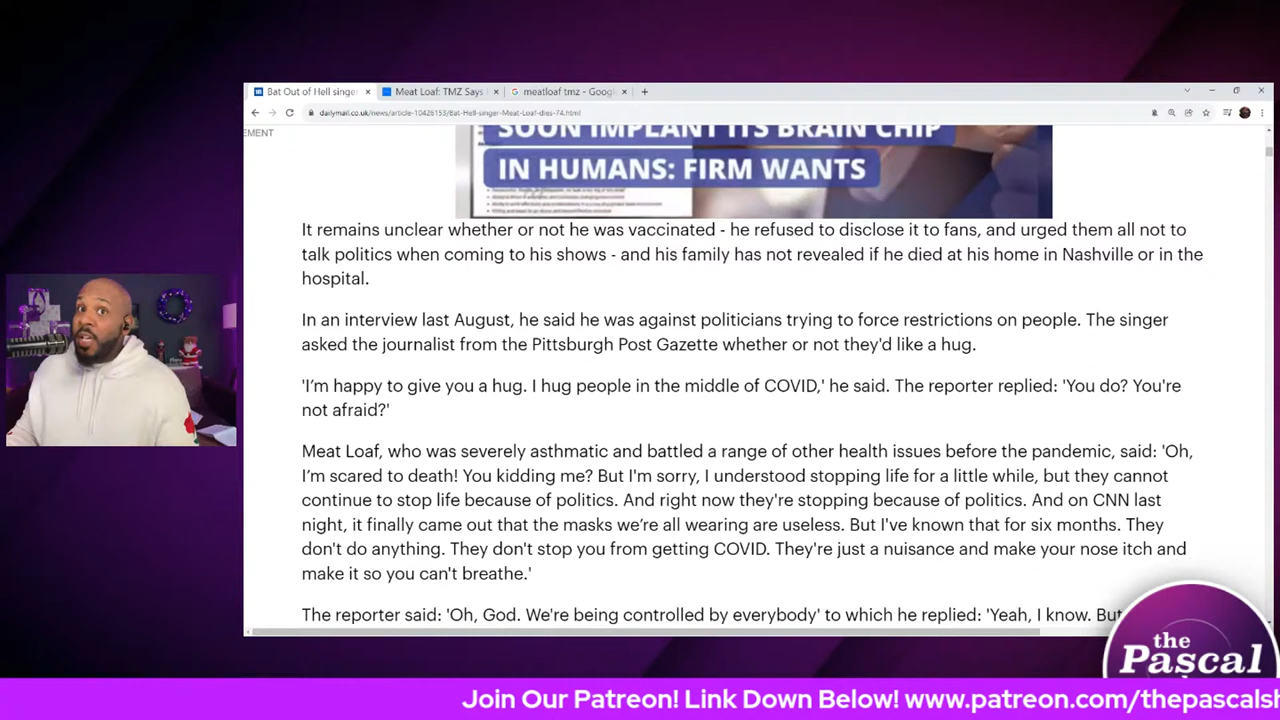 Bat Out of Hell singer
Meat Loaf: TMZ Says
meatloaf tmz - Google
dailymail.co.uk/news/article-10426153/Bat-Hell-singer-Meat-Loaf-dies-74.html
EMENT
SOON IMPLANT ITS BRAIN CHIP
IN HUMANS: FIRM WANTS
It remains unclear whether or not he was vaccinated - he refused to disclose it to fans, and urged them all not to
talk politics when coming to his shows - and his family has not revealed if he died at his home in Nashville or in the
hospital.
In an interview last August, he said he was against politicians trying to force restrictions on people. The singer
asked the journalist from the Pittsburgh Post Gazette whether or not they'd like a hug.
'I’m happy to give you a hug. I hug people in the middle of COVID,' he said. The reporter replied: 'You do? You're
not afraid?'
Meat Loaf, who was severely asthmatic and battled a range of other health issues before the pandemic, said: 'Oh,
I’m scared to death! You kidding me? But I'm sorry, I understood stopping life for a little while, but they cannot
continue to stop life because of politics. And right now they're stopping because of politics. And on CNN last
night, it finally came out that the masks we’re all wearing are useless. But I've known that for six months. They
don't do anything. They don't stop you from getting COVID. They're just a nuisance and make your nose itch and
make it so you can't breathe.'
The reporter said: 'Oh, God. We're being controlled by everybody' to which he replied: 'Yeah, I know. But
the
Pascal
Join Our Patreon! Link Down Below! www.patreon.com/thepascalsh